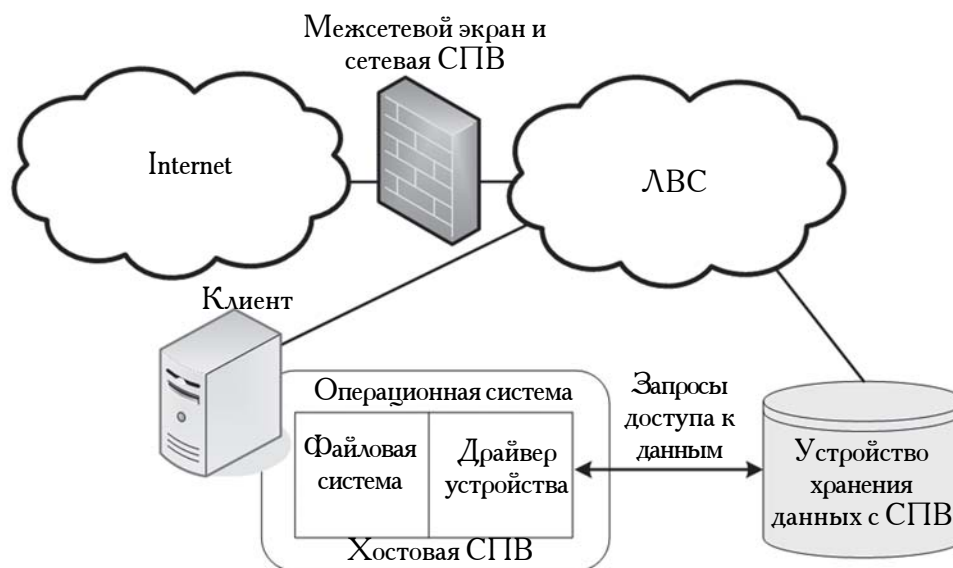 Межсетевой экран и
сетевая СПВ
Internet
ЛВС
Клиент
Операционная система
Файловая
система
Драйвер
устройства
Хостовая СПВ
Запросы
доступа к
данным
Устройство
хранения
данных с СПВ